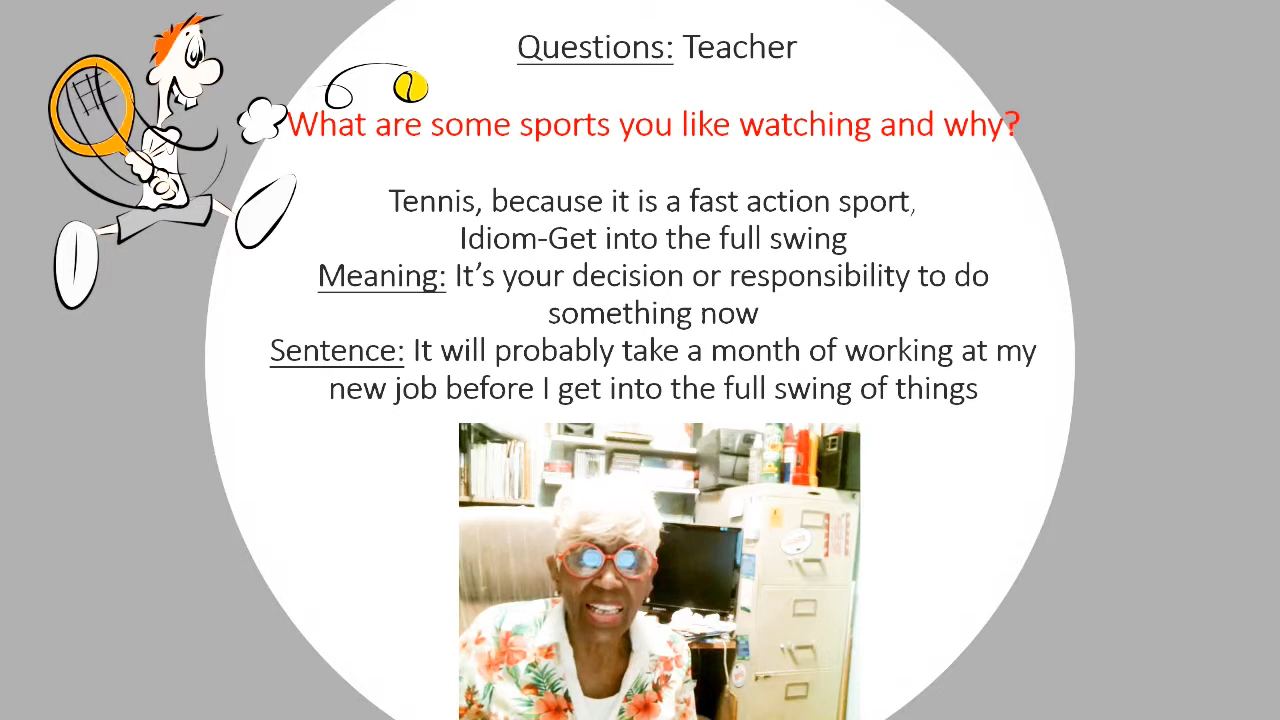 Questions: Teacher
What are some sports you like watching and why?
Tennis, because it is a fast action sport,
Idiom-Get into the full swing
Meaning: It’s your decision or responsibility to do
something now
Sentence: It will probably take a month of working at my
new job before I get into the full swing of things